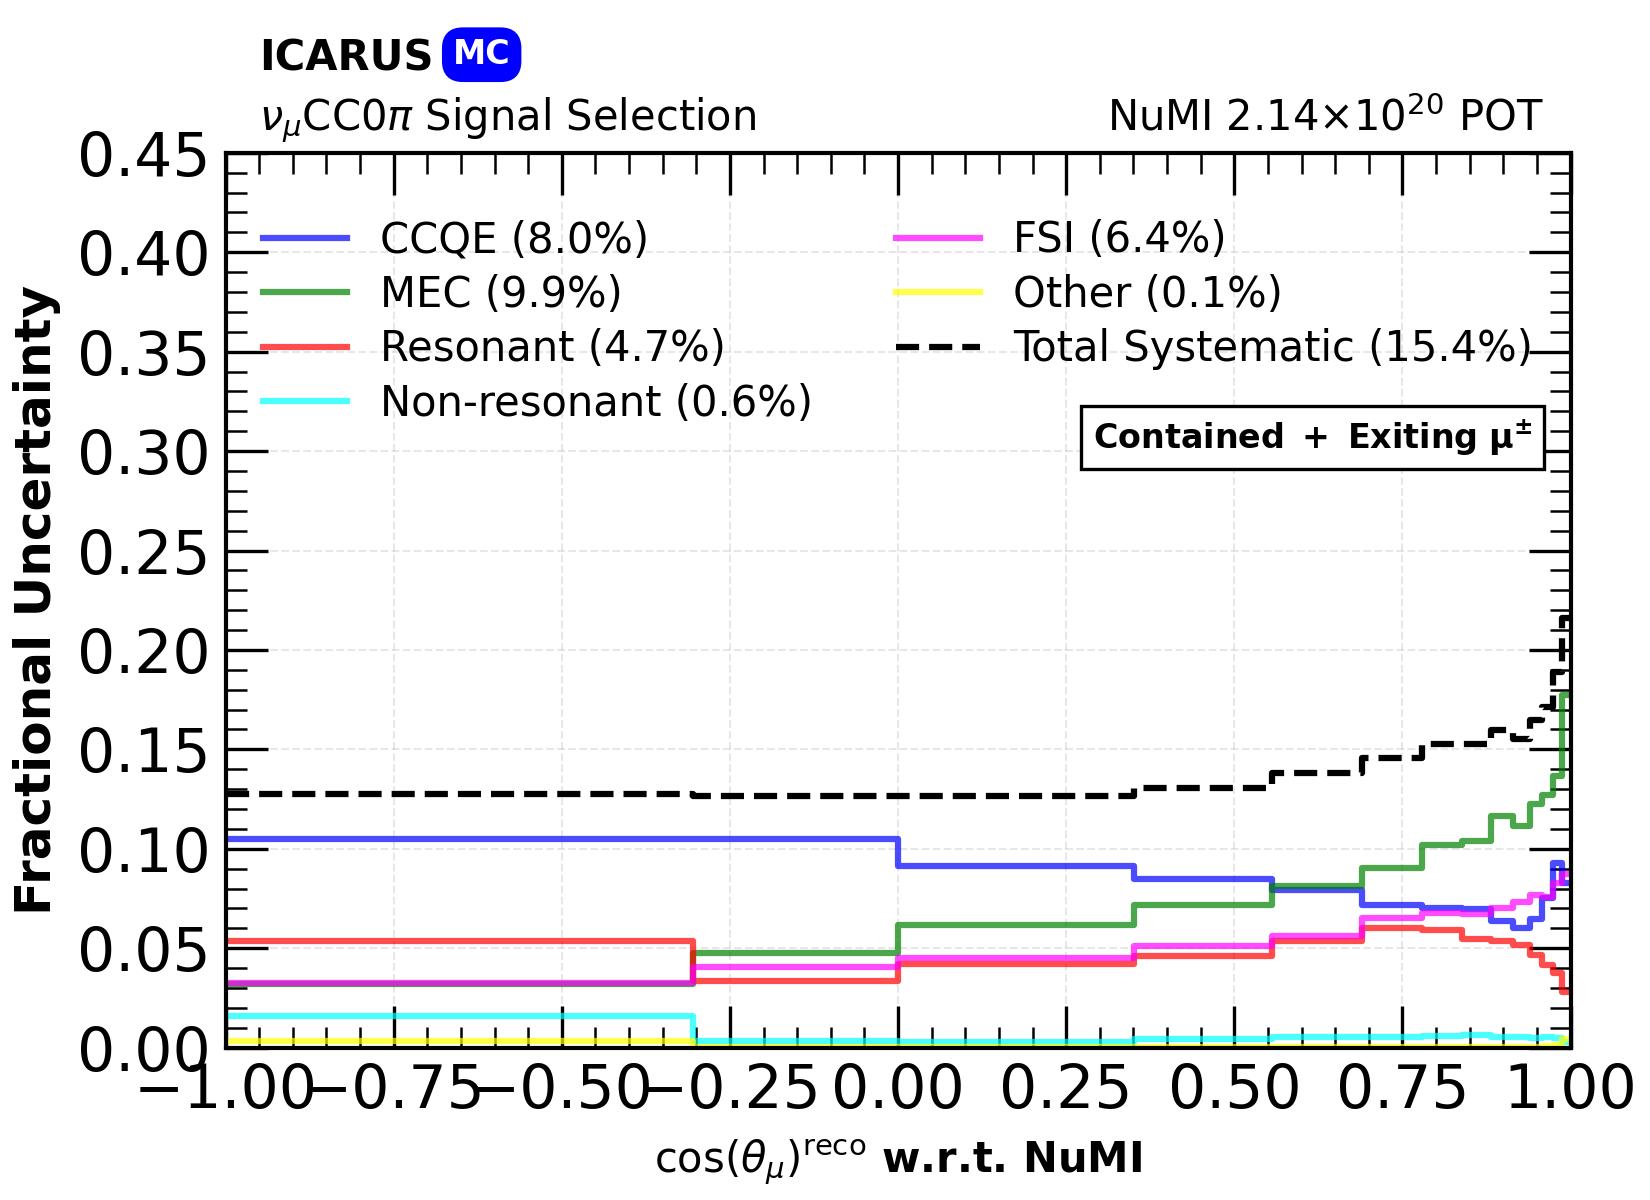 ICARUS MC
νμCC0π Signal Selection
NuMI 2.14×10²⁰ POT
CCQE (8.0%)
MEC (9.9%)
Resonant (4.7%)
Non-resonant (0.6%)
FSI (6.4%)
Other (0.1%)
Total Systematic (15.4%)
Contained + Exiting μ±
Fractional Uncertainty
0.45
0.40
0.35
0.30
0.25
0.20
0.15
0.10
0.05
0.00
−1.00 −0.75 −0.50 −0.25 0.00 0.25 0.50 0.75 1.00
cos(θμ)reco w.r.t. NuMI